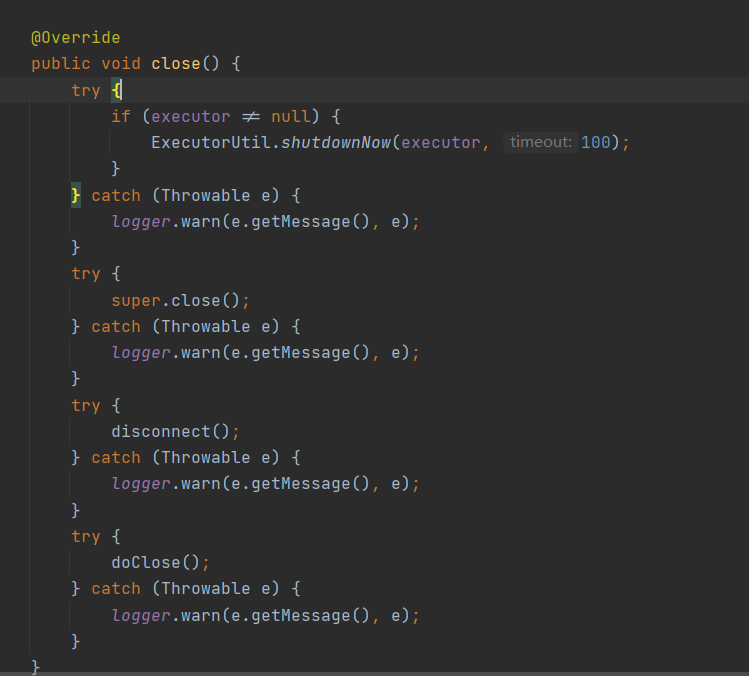 @Override
public void close() {
    try {
        if (executor ≠ null) {
            ExecutorUtil.shutdownNow(executor, timeout: 100);
        }
    } catch (Throwable e) {
        logger.warn(e.getMessage(), e);
    }
    try {
        super.close();
    } catch (Throwable e) {
        logger.warn(e.getMessage(), e);
    }
    try {
        disconnect();
    } catch (Throwable e) {
        logger.warn(e.getMessage(), e);
    }
    try {
        doClose();
    } catch (Throwable e) {
        logger.warn(e.getMessage(), e);
    }
}